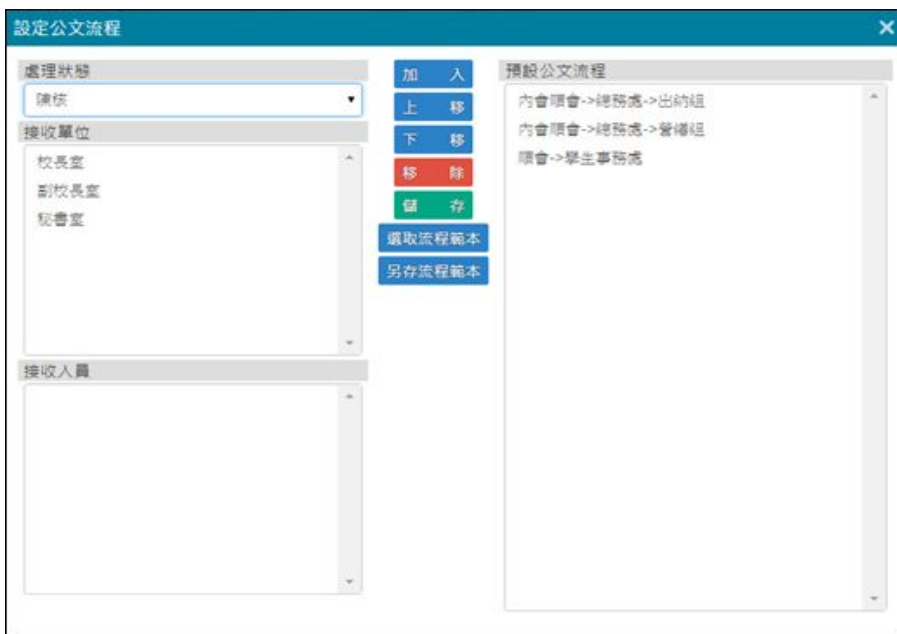 設定公文流程
處理狀態
陳核
接收單位
校長室
副校長室
秘書室
接收人員
加 入
上 移
下 移
移 除
儲 存
選取流程範本
另存流程範本
預設公文流程
內會順會->總務處->出納組
內會順會->總務處->營繕組
順會->學生事務處